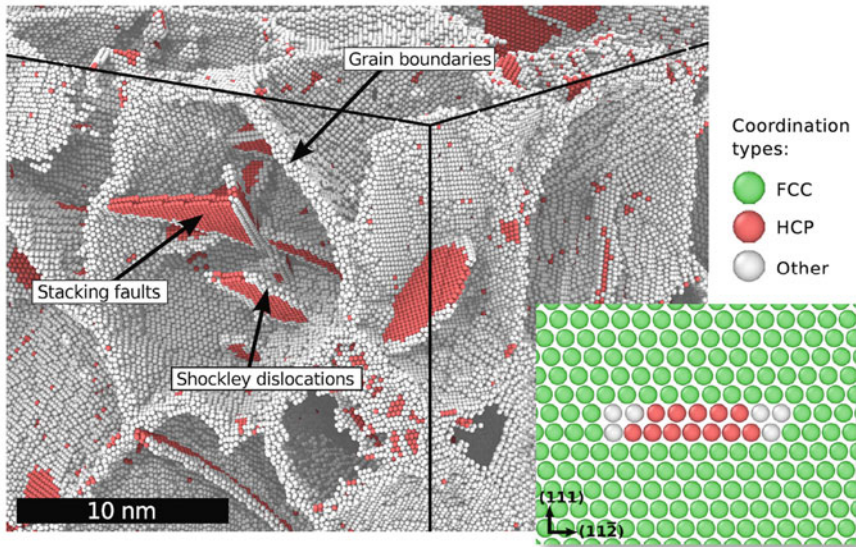 Grain boundaries
Stacking faults
Shockley dislocations
10 nm
Coordination
types:
FCC
HCP
Other
(111)
(112̅)